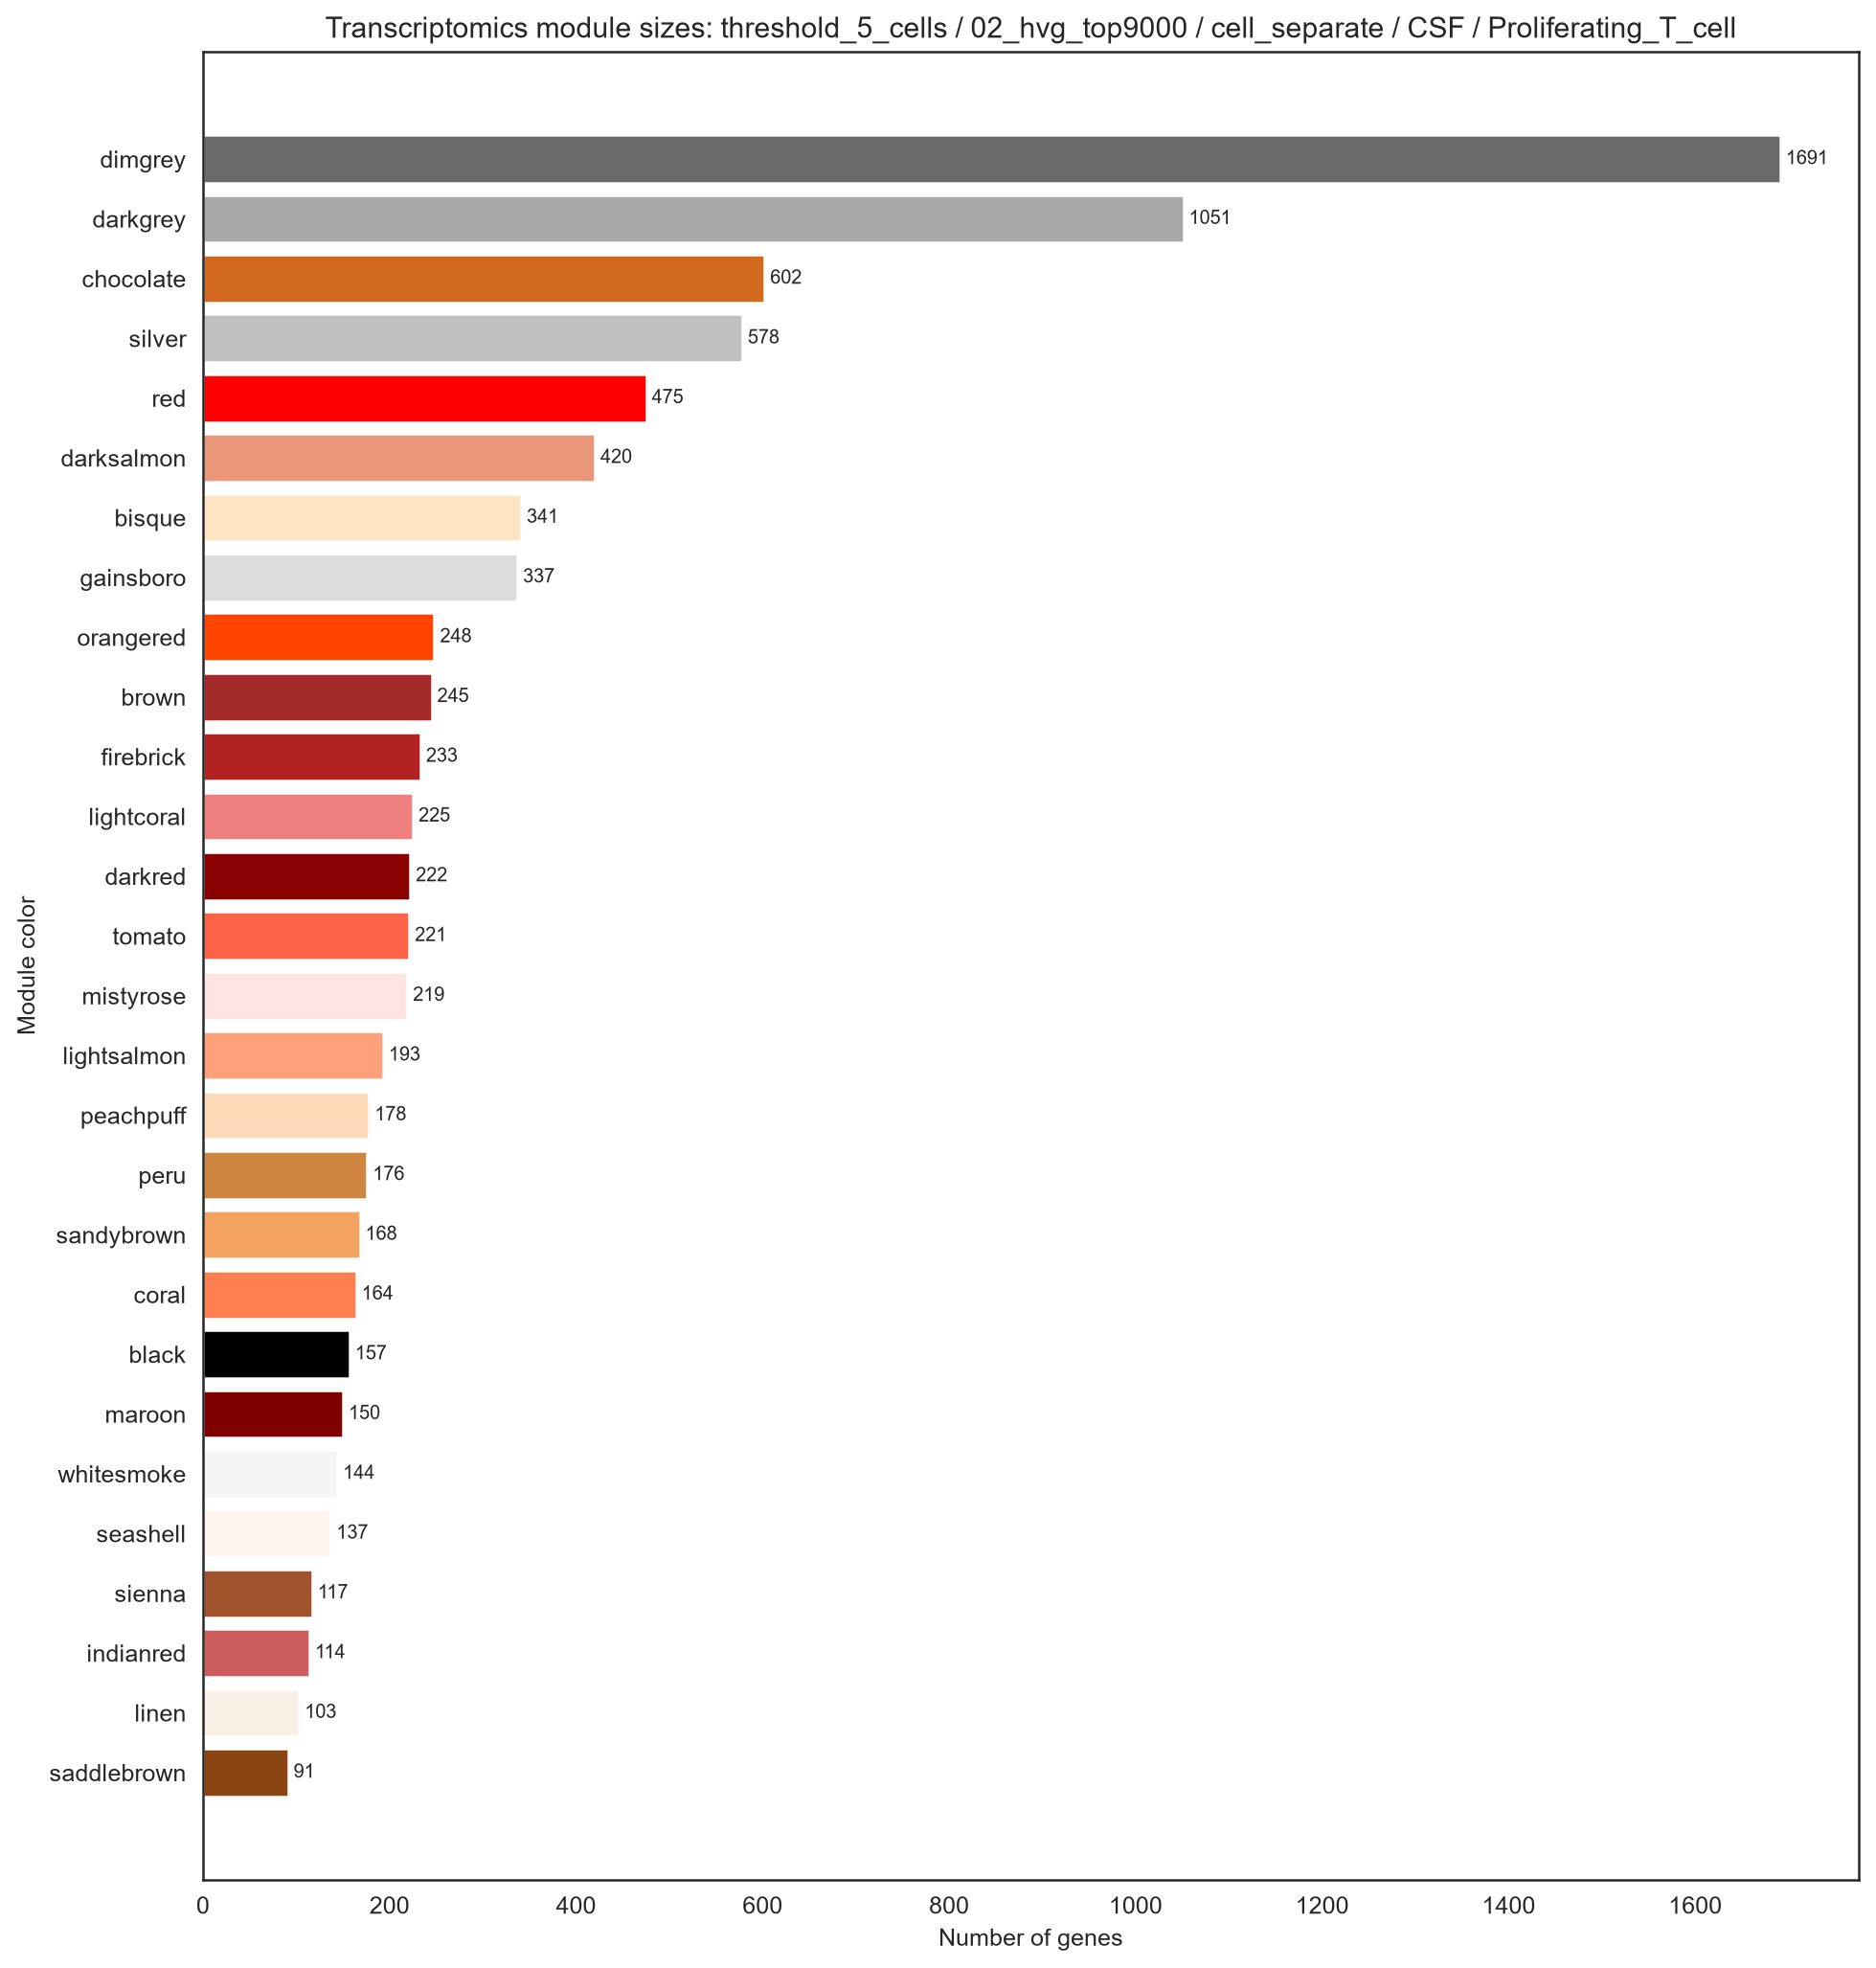 Transcriptomics module sizes: threshold_5_cells / 02_hvg_top9000 / cell_separate / CSF / Proliferating_T_cell
dimgrey 1691
darkgrey 1051
chocolate 602
silver 578
red 475
darksalmon 420
bisque 341
gainsboro 337
orangered 248
brown 245
firebrick 233
lightcoral 225
darkred 222
tomato 221
mistyrose 219
lightsalmon 193
peachpuff 178
peru 176
sandybrown 168
coral 164
black 157
maroon 150
whitesmoke 144
seashell 137
sienna 117
indianred 114
linen 103
saddlebrown 91
Module color
0 200 400 600 800 1000 1200 1400 1600
Number of genes